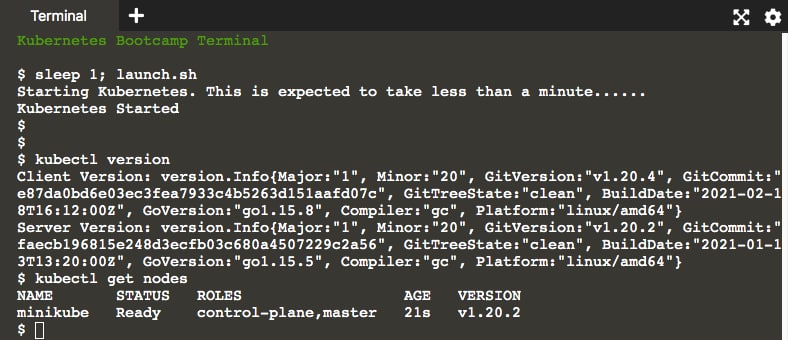 Terminal +
Kubernetes Bootcamp Terminal
$ sleep 1; launch.sh
Starting Kubernetes. This is expected to take less than a minute......
Kubernetes Started
$
$
$ kubectl version
Client Version: version.Info{Major:"1", Minor:"20", GitVersion:"v1.20.4", GitCommit:"
e87da0bd6e03ec3fea7933c4b5263d151aafd07c", GitTreeState:"clean", BuildDate:"2021-02-1
8T16:12:00Z", GoVersion:"go1.15.8", Compiler:"gc", Platform:"linux/amd64"}
Server Version: version.Info{Major:"1", Minor:"20", GitVersion:"v1.20.2", GitCommit:"
faecb196815e248d3ecfb03c680a4507229c2a56", GitTreeState:"clean", BuildDate:"2021-01-1
3T13:20:00Z", GoVersion:"go1.15.5", Compiler:"gc", Platform:"linux/amd64"}
$ kubectl get nodes
NAME STATUS ROLES AGE VERSION
minikube Ready control-plane,master 21s v1.20.2
$